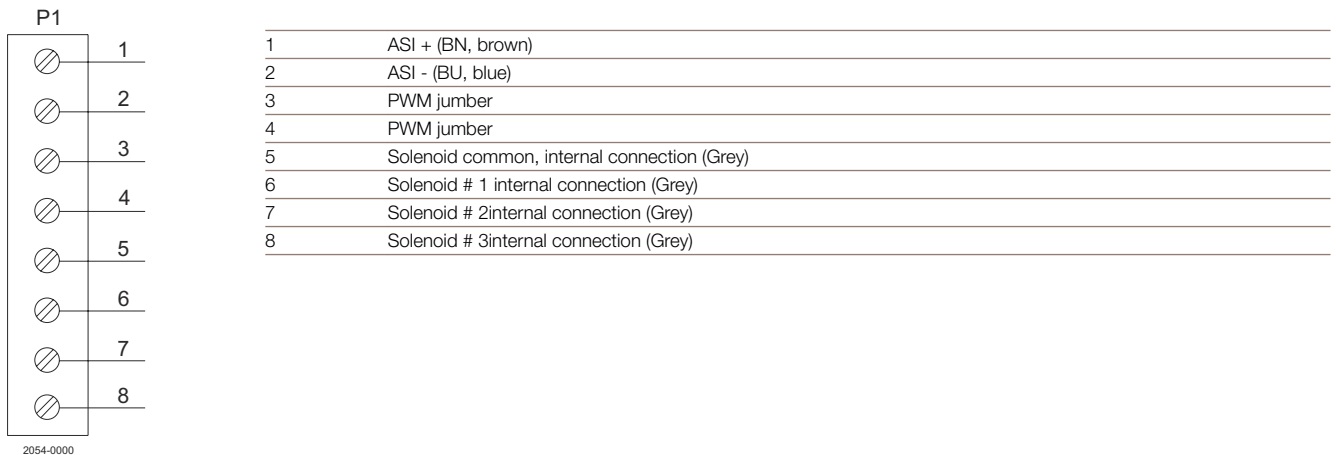 P1
1
2
3
4
5
6
7
8
2054-0000
1 ASI + (BN, brown)
2 ASI - (BU, blue)
3 PWM jumber
4 PWM jumber
5 Solenoid common, internal connection (Grey)
6 Solenoid # 1 internal connection (Grey)
7 Solenoid # 2internal connection (Grey)
8 Solenoid # 3internal connection (Grey)